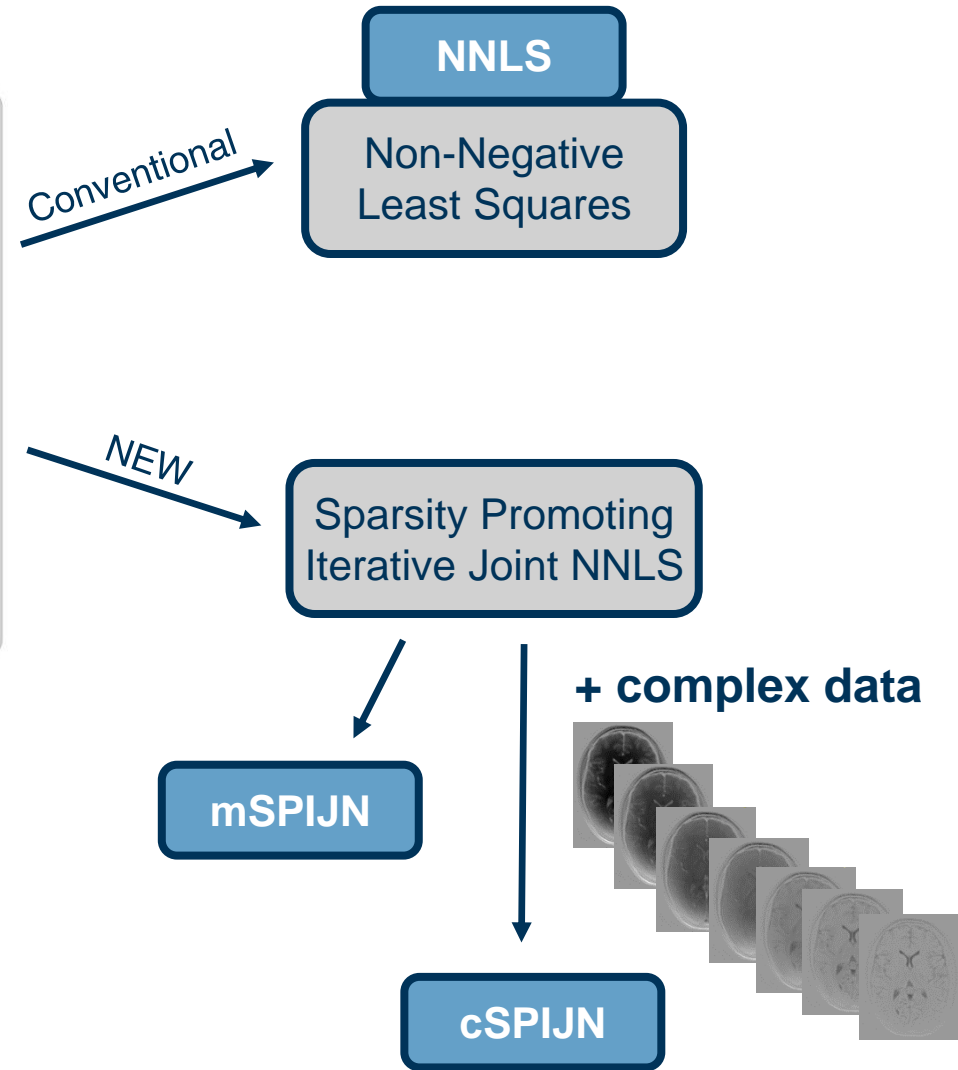 NNLS
Conventional
Non-Negative
Least Squares
NEW
Sparsity Promoting
Iterative Joint NNLS
+ complex data
mSPIJN
cSPIJN